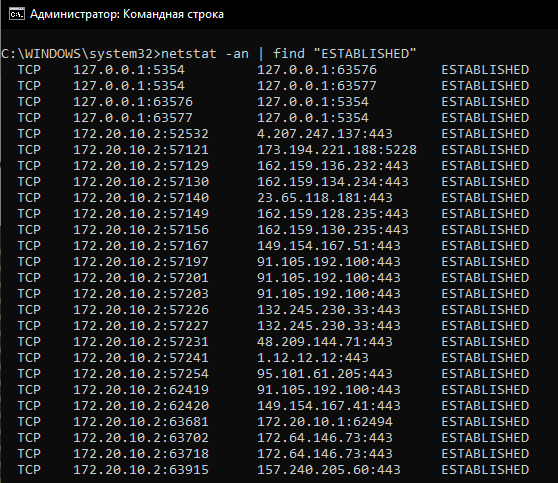 Администратор: Командная строка
C:\WINDOWS\system32>netstat -an | find "ESTABLISHED"
TCP 127.0.0.1:5354 127.0.0.1:63576 ESTABLISHED
TCP 127.0.0.1:5354 127.0.0.1:63577 ESTABLISHED
TCP 127.0.0.1:63576 127.0.0.1:5354 ESTABLISHED
TCP 127.0.0.1:63577 127.0.0.1:5354 ESTABLISHED
TCP 172.20.10.2:52532 4.207.247.137:443 ESTABLISHED
TCP 172.20.10.2:57121 173.194.221.188:5228 ESTABLISHED
TCP 172.20.10.2:57129 162.159.136.232:443 ESTABLISHED
TCP 172.20.10.2:57130 162.159.134.234:443 ESTABLISHED
TCP 172.20.10.2:57140 23.65.118.181:443 ESTABLISHED
TCP 172.20.10.2:57149 162.159.128.235:443 ESTABLISHED
TCP 172.20.10.2:57156 162.159.130.235:443 ESTABLISHED
TCP 172.20.10.2:57167 149.154.167.51:443 ESTABLISHED
TCP 172.20.10.2:57197 91.105.192.100:443 ESTABLISHED
TCP 172.20.10.2:57201 91.105.192.100:443 ESTABLISHED
TCP 172.20.10.2:57203 91.105.192.100:443 ESTABLISHED
TCP 172.20.10.2:57226 132.245.230.33:443 ESTABLISHED
TCP 172.20.10.2:57227 132.245.230.33:443 ESTABLISHED
TCP 172.20.10.2:57231 48.209.144.71:443 ESTABLISHED
TCP 172.20.10.2:57241 1.12.12.12:443 ESTABLISHED
TCP 172.20.10.2:57254 95.101.61.205:443 ESTABLISHED
TCP 172.20.10.2:62419 91.105.192.100:443 ESTABLISHED
TCP 172.20.10.2:62420 149.154.167.41:443 ESTABLISHED
TCP 172.20.10.2:63681 172.20.10.1:62494 ESTABLISHED
TCP 172.20.10.2:63702 172.64.146.73:443 ESTABLISHED
TCP 172.20.10.2:63718 172.64.146.73:443 ESTABLISHED
TCP 172.20.10.2:63915 157.240.205.60:443 ESTABLISHED